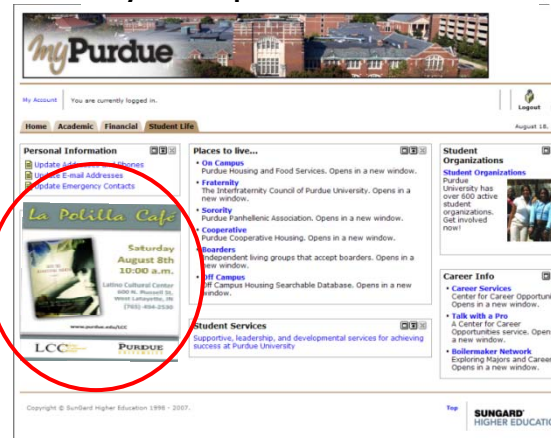 myPurdue
My Account
You are currently logged in.
Logout
Home
Academic
Financial
Student Life
August 18,
Personal Information
Update Addresses and Phones
Update E-mail Addresses
Update Emergency Contacts
La Polilla Café
Saturday
August 8th
10:00 a.m.
Latino Cultural Center
600 N. Russell St.
West Lafayette, IN
(765) 494-2530
www.purdue.edu/LCC
LCC
PURDUE
UNIVERSITY
Places to live...
• On Campus
Purdue Housing and Food Services. Opens in a new window.
• Fraternity
The Interfraternity Council of Purdue University. Opens in a
new window.
• Sorority
Purdue Panhellenic Association. Opens in a new window.
• Cooperative
Purdue Cooperative Housing. Opens in a new window.
• Boarders
Independent living groups that accept boarders. Opens in a
new window.
• Off Campus
Off Campus Housing Searchable Database. Opens in a new
window.
Student Services
Supportive, leadership, and developmental services for achieving
success at Purdue University
Student
Organizations
Student Organizations
Purdue
University has
over 600 active
student
organizations.
Get involved
now!
Career Info
• Career Services
Center for Career Opportuni
Opens in a new window.
• Talk with a Pro
A Center for Career
Opportunities service. Open
a new window.
• Boilermaker Network
Exploring Majors and Career
Opens in a new window.
Copyright © SunGard Higher Education 1998 - 2007.
Top
SUNGARD
HIGHER EDUCATIO